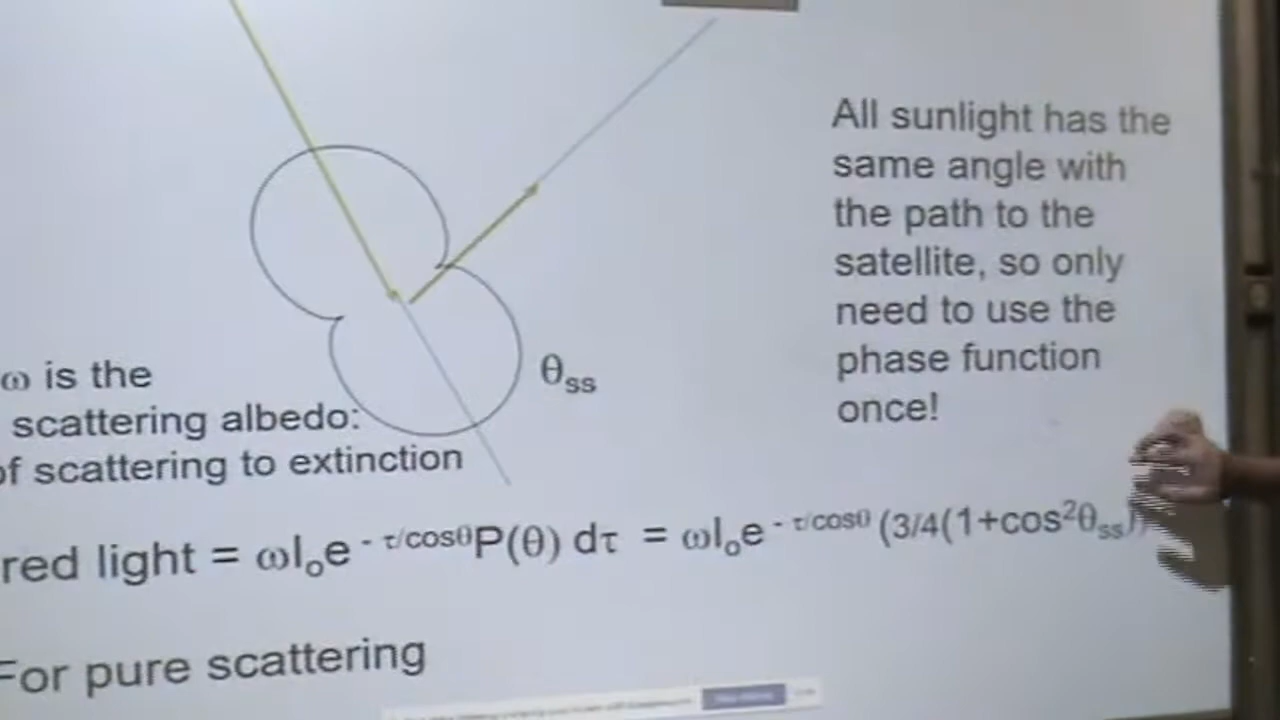 All sunlight has the
same angle with
the path to the
satellite, so only
need to use the
phase function
once!
θss
ω is the
scattering albedo:
of scattering to extinction
red light = ωIoe - τ/cosθP(θ) dτ = ωIoe - τ/cosθ (3/4(1+cos²θss))
For pure scattering